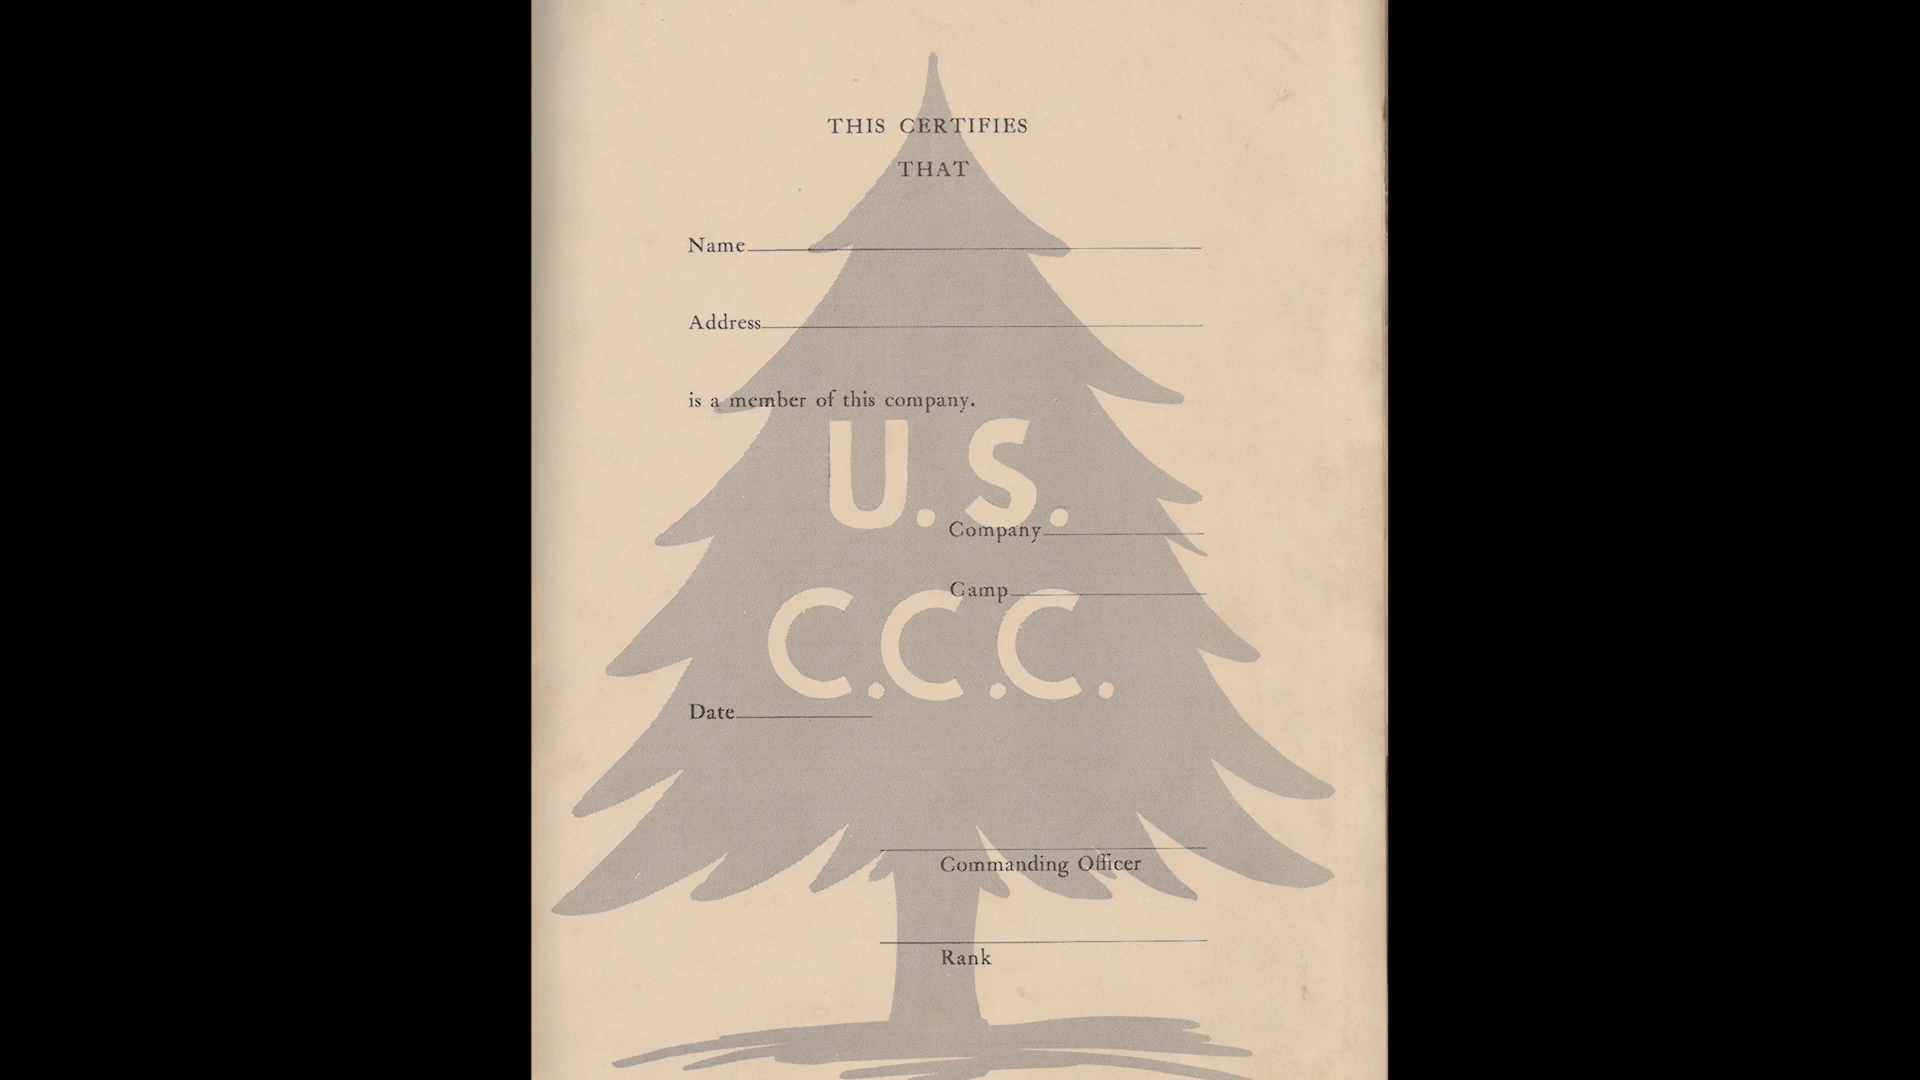 THIS CERTIFIES
THAT
Name
Address
is a member of this company.
U. S.
Company
Camp
C.C.C.
Date
Commanding Officer
Rank